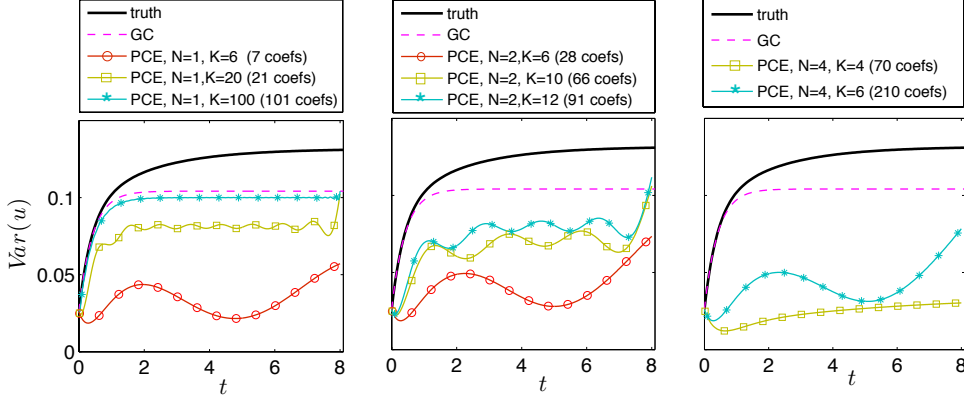 truth
GC
PCE, N=1, K=6 (7 coefs)
PCE, N=1,K=20 (21 coefs)
PCE, N=1, K=100 (101 coefs)
truth
GC
PCE, N=2,K=6 (28 coefs)
PCE, N=2, K=10 (66 coefs)
PCE, N=2,K=12 (91 coefs)
truth
GC
PCE, N=4, K=4 (70 coefs)
PCE, N=4, K=6 (210 coefs)
Var(u)
0.1
0.05
0
0 2 4 6 8
t
0 2 4 6 8
t
0 2 4 6 8
t